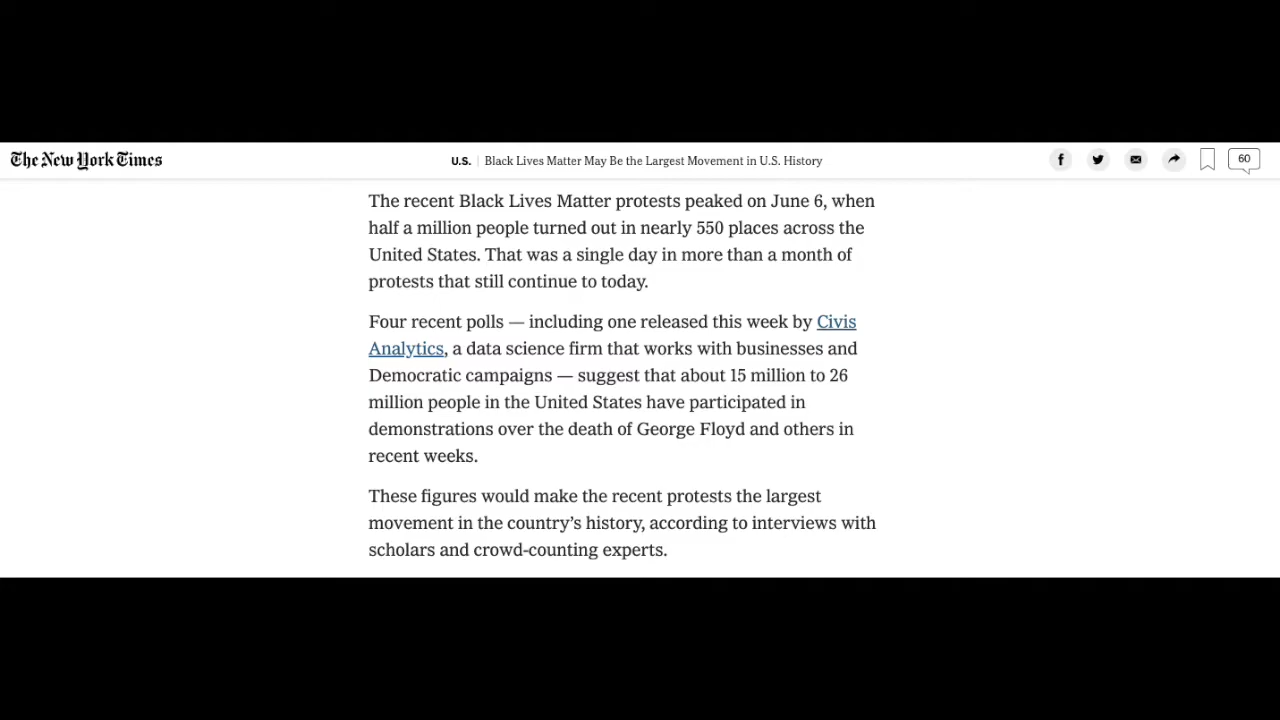 The New York Times
U.S. | Black Lives Matter May Be the Largest Movement in U.S. History
60
The recent Black Lives Matter protests peaked on June 6, when
half a million people turned out in nearly 550 places across the
United States. That was a single day in more than a month of
protests that still continue to today.
Four recent polls — including one released this week by Civis
Analytics, a data science firm that works with businesses and
Democratic campaigns — suggest that about 15 million to 26
million people in the United States have participated in
demonstrations over the death of George Floyd and others in
recent weeks.
These figures would make the recent protests the largest
movement in the country’s history, according to interviews with
scholars and crowd-counting experts.